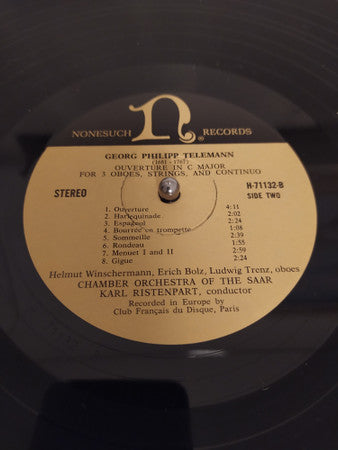 n
NONESUCH RECORDS
GEORG PHILIPP TELEMANN
(1681 - 1767)
OUVERTURE IN C MAJOR
FOR 3 OBOES, STRINGS, AND CONTINUO
STEREO
H-71132-B
SIDE TWO
1. Ouverture 4:11
2. Harlequinade 2:02
3. Espagnol 2:24
4. Bourrée en trompette 1:08
5. Sommeille 2:39
6. Rondeau 1:55
7. Menuet I and II 2:59
8. Gigue 2:24
Helmut Winschermann, Erich Bolz, Ludwig Trenz, oboes
CHAMBER ORCHESTRA OF THE SAAR
KARL RISTENPART, conductor
Recorded in Europe by
Club Français du Disque, Paris